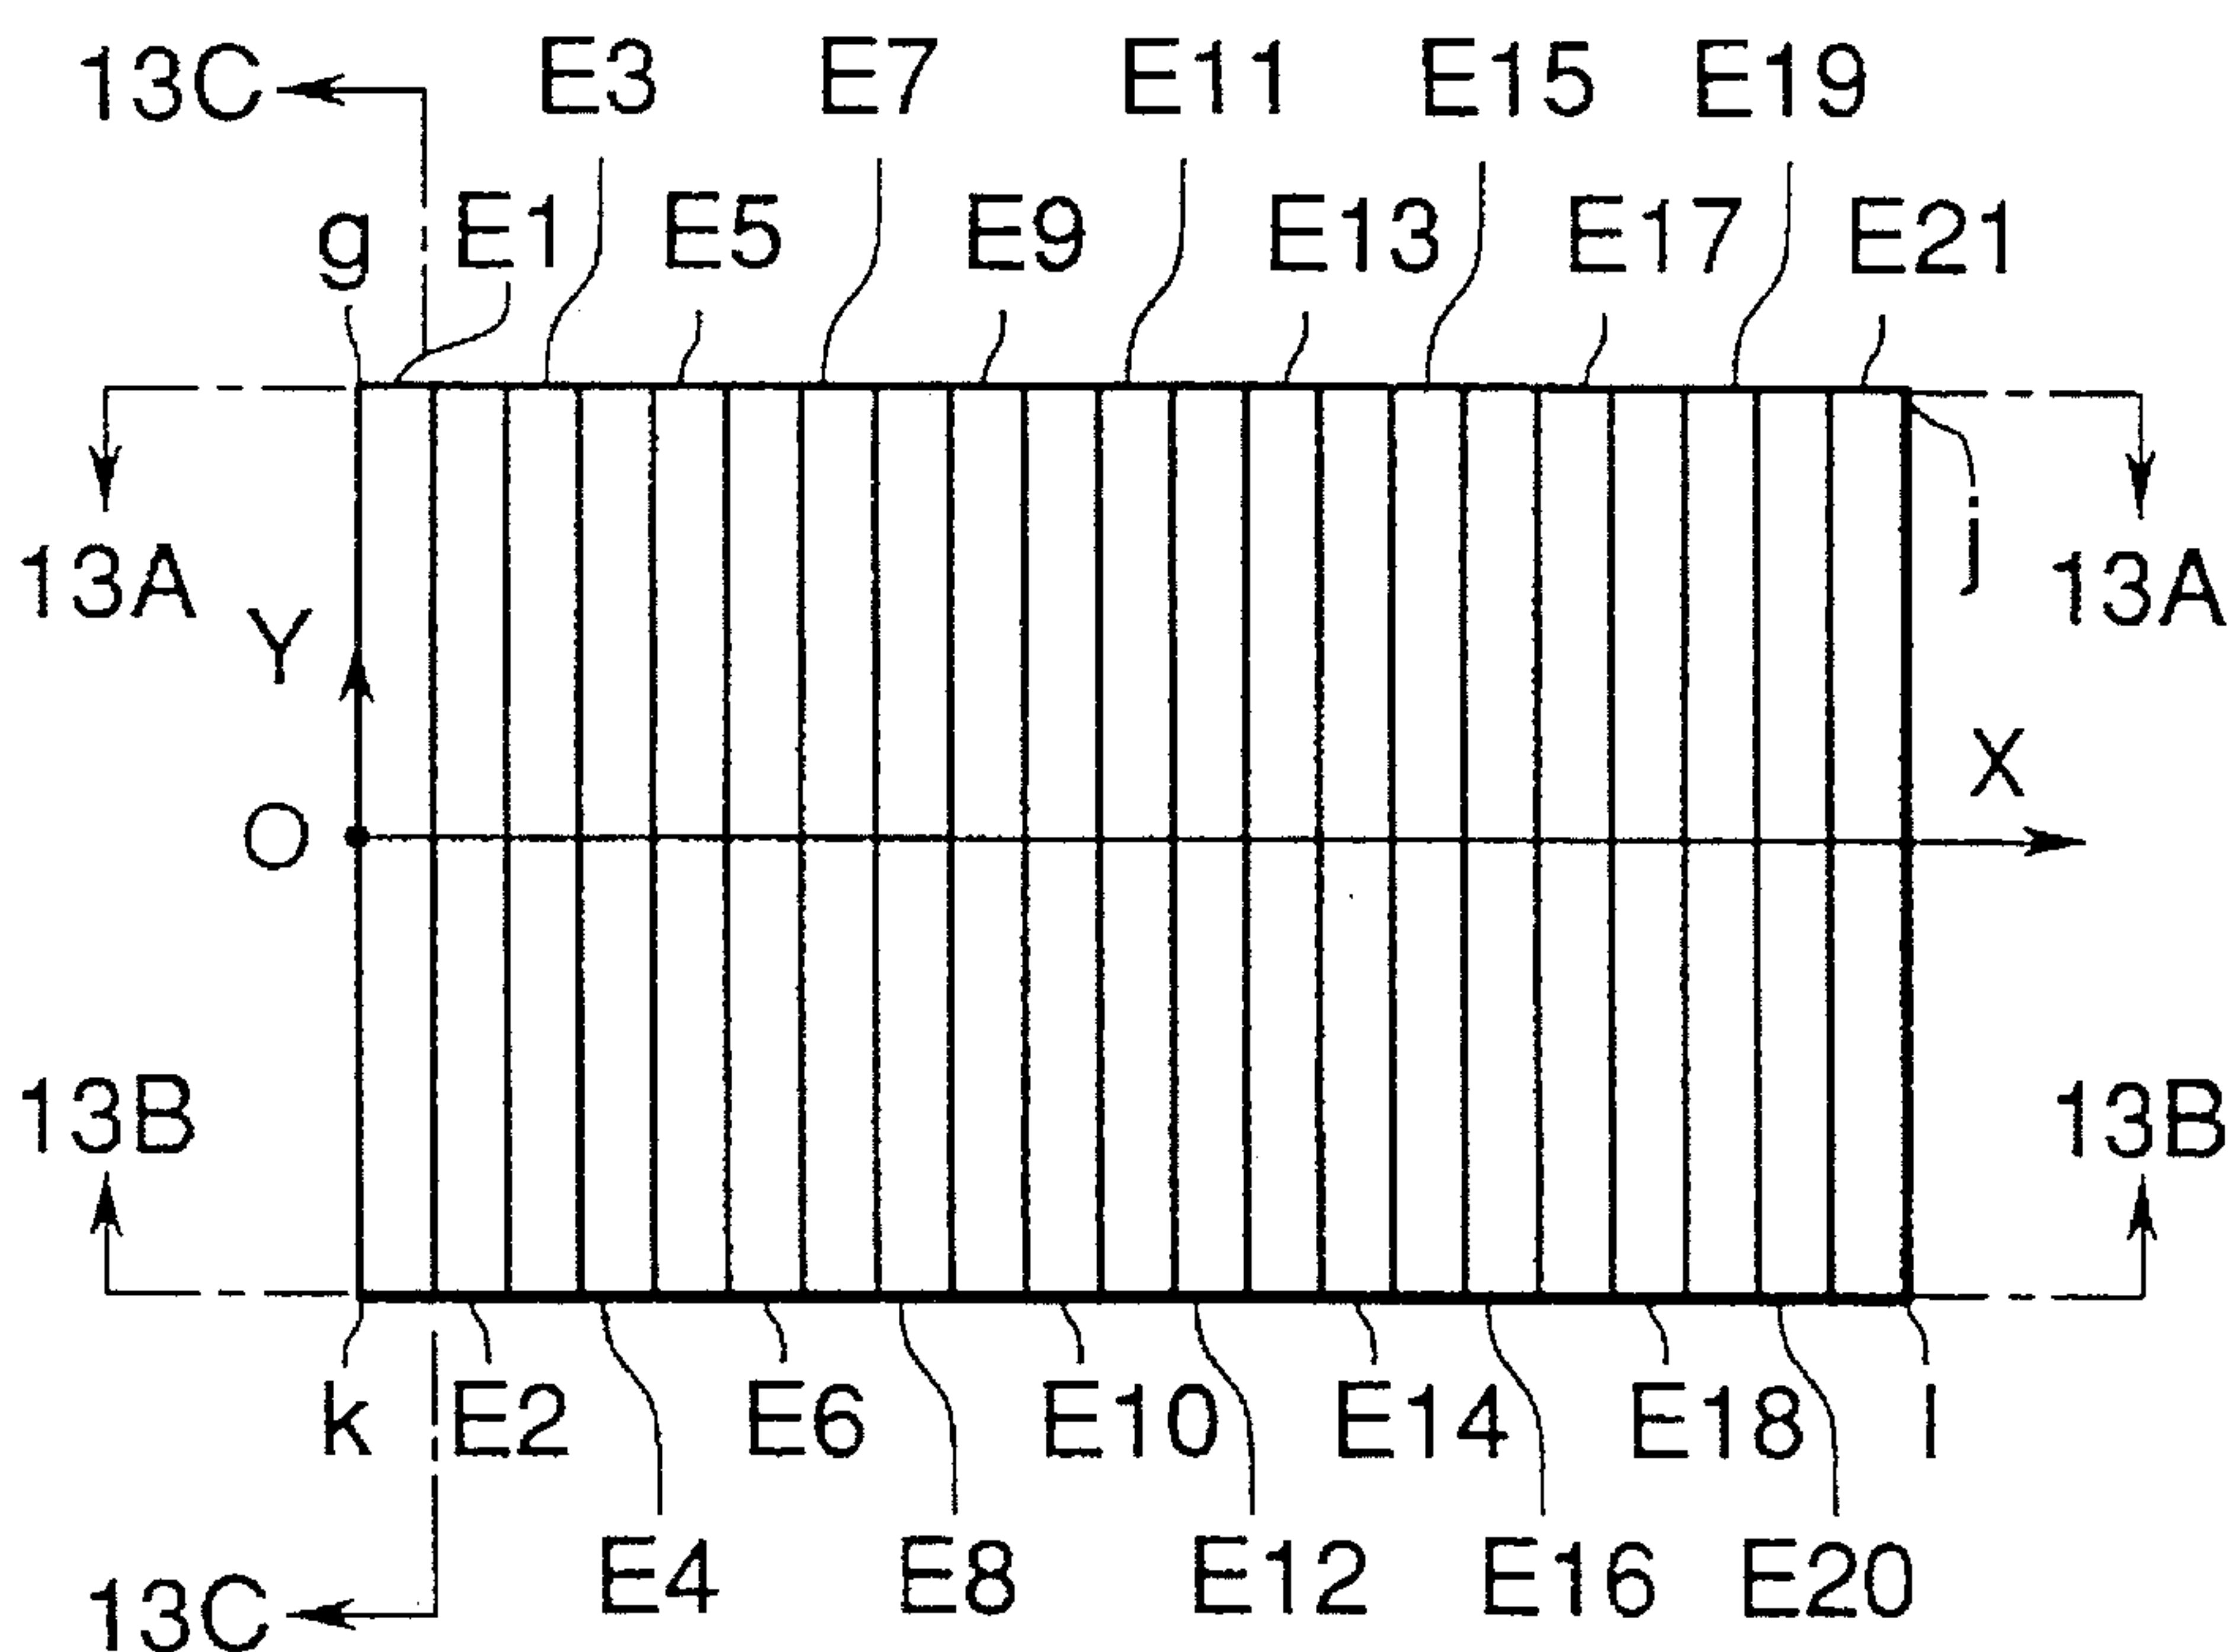 13C E3 E7 E11 E15 E19
g E1 E5 E9 E13 E17 E21
j
13A 13A
Y
X
O
13B 13B
k E2 E6 E10 E14 E18 l
E4 E8 E12 E16 E20
13C